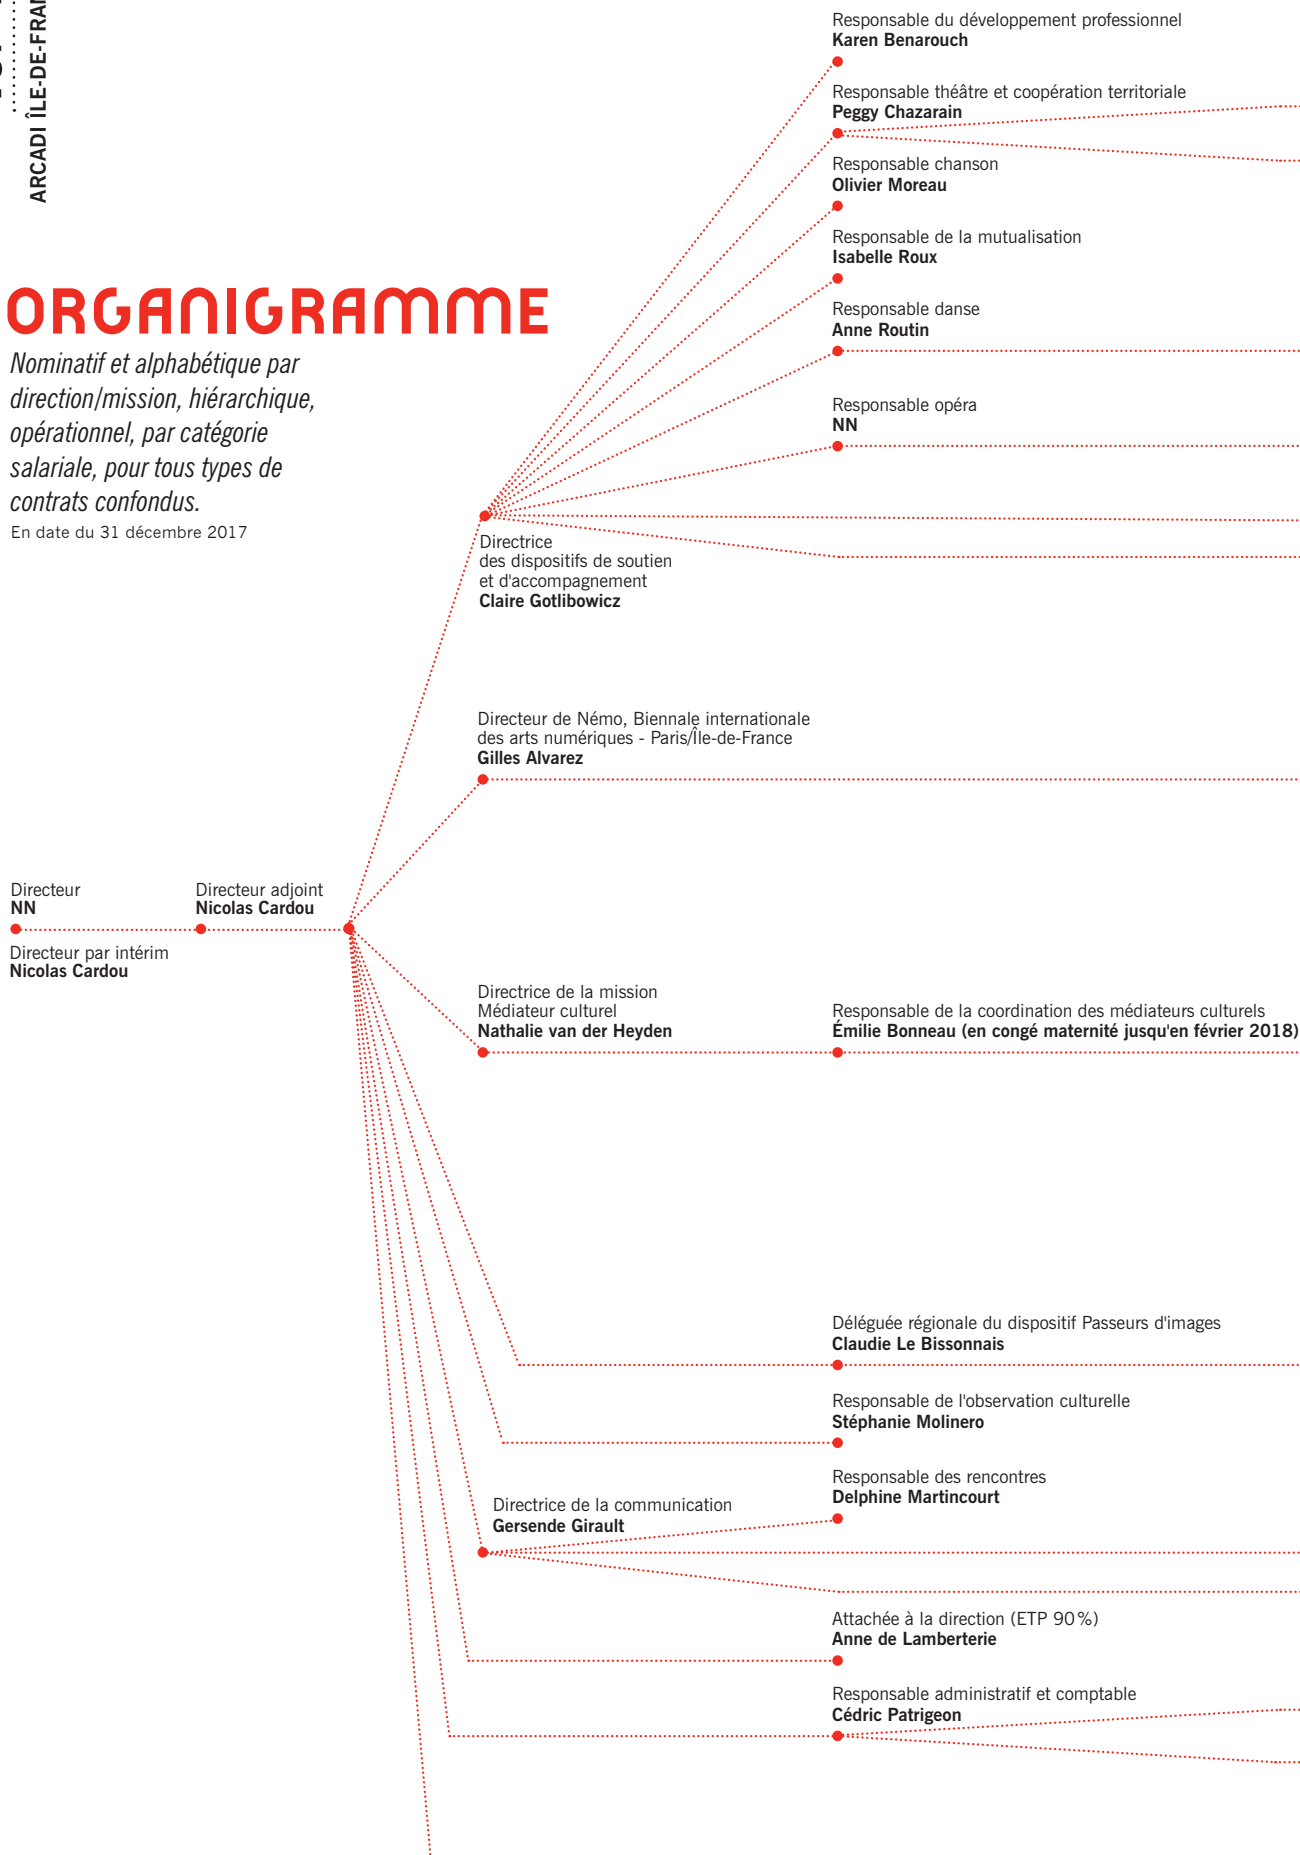 ARCADI
ORGANIGRAMME
Nominatif et alphabétique par
direction/mission, hiérarchique,
opérationnel, par catégorie
salariale, pour tous types de
contrats confondus.
En date du 31 décembre 2017
Directeur
NN
Directeur par intérim
Nicolas Cardou
Directeur adjoint
Nicolas Cardou
Directrice
des dispositifs de soutien
et d'accompagnement
Claire Gotlibowicz
Responsable du développement professionnel
Karen Benarouch
Responsable théâtre et coopération territoriale
Peggy Chazarain
Responsable chanson
Olivier Moreau
Responsable de la mutualisation
Isabelle Roux
Responsable danse
Anne Routin
Responsable opéra
NN
Directeur de Némo, Biennale internationale
des arts numériques - Paris/Île-de-France
Gilles Alvarez
Directrice de la mission
Médiateur culturel
Nathalie van der Heyden
Responsable de la coordination des médiateurs culturels
Émilie Bonneau (en congé maternité jusqu'en février 2018)
Déléguée régionale du dispositif Passeurs d'images
Claudie Le Bissonnais
Responsable de l'observation culturelle
Stéphanie Molinero
Directrice de la communication
Gersende Girault
Responsable des rencontres
Delphine Martincourt
Attachée à la direction (ETP 90 %)
Anne de Lamberterie
Responsable administratif et comptable
Cédric Patrigeon